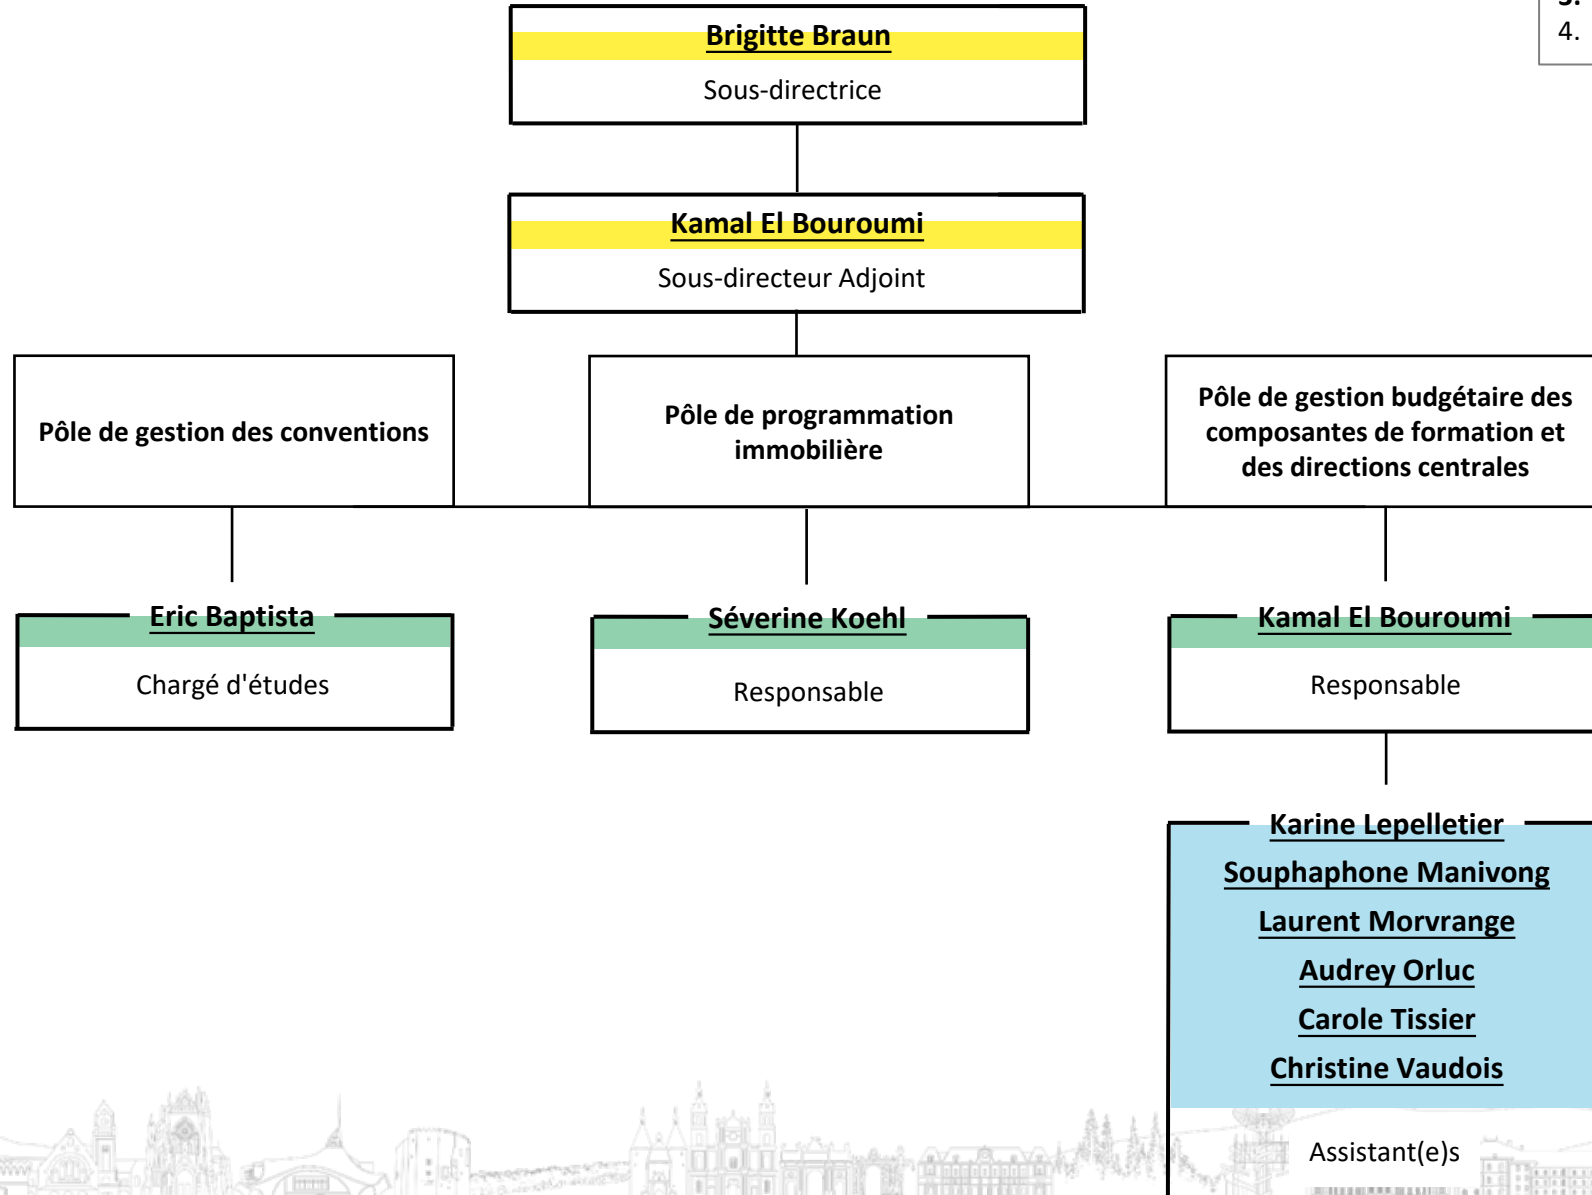 4.
Brigitte Braun
Sous-directrice
Kamal El Bouroumi
Sous-directeur Adjoint
Pôle de gestion des conventions
Pôle de programmation
immobilière
Pôle de gestion budgétaire des
composantes de formation et
des directions centrales
Eric Baptista
Chargé d'études
Séverine Koehl
Responsable
Kamal El Bouroumi
Responsable
Karine Lepelletier
Souphaphone Manivong
Laurent Morvrange
Audrey Orluc
Carole Tissier
Christine Vaudois
Assistant(e)s